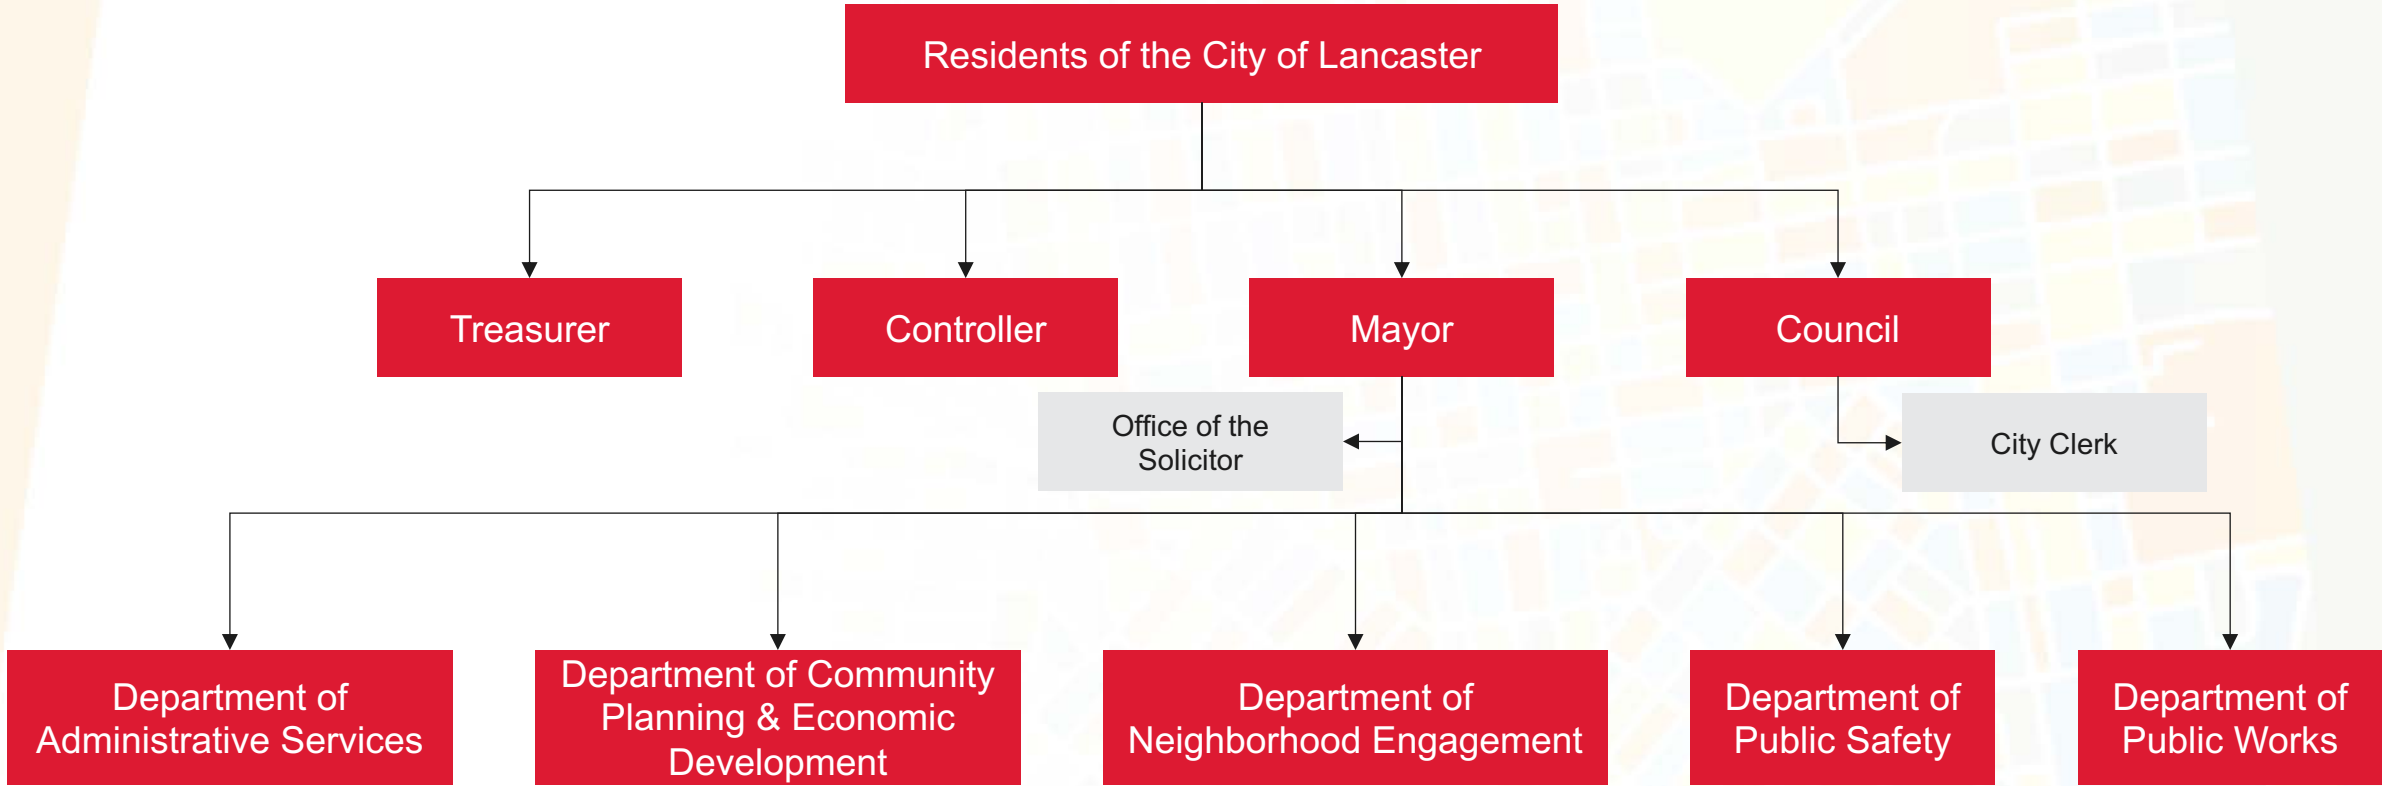 Residents of the City of Lancaster
Treasurer
Controller
Mayor
Council
Office of the
Solicitor
City Clerk
Department of
Administrative Services
Department of Community
Planning & Economic
Development
Department of
Neighborhood Engagement
Department of
Public Safety
Department of
Public Works